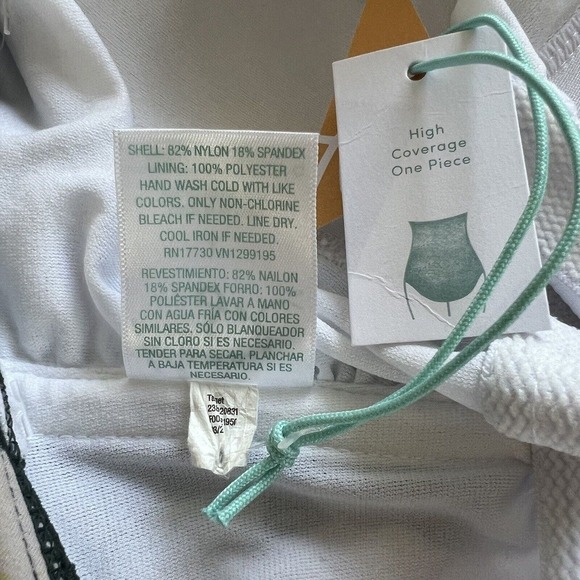 High
Coverage
One Piece
SHELL: 82% NYLON 18% SPANDEX
LINING: 100% POLYESTER
HAND WASH COLD WITH LIKE
COLORS. ONLY NON-CHLORINE
BLEACH IF NEEDED. LINE DRY.
COOL IRON IF NEEDED.
RN17730 VN1299195
REVESTIMIENTO: 82% NAILON
18% SPANDEX FORRO: 100%
POLIÉSTER LAVAR A MANO
CON AGUA FRÍA CON COLORES
SIMILARES. SÓLO BLANQUEADOR
SIN CLORO SI ES NECESARIO.
TENDER PARA SECAR. PLANCHAR
A BAJA TEMPERATURA SI ES
NECESARIO.